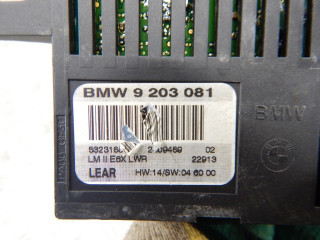 BMW 9 203 081
02
LM II E6X LWR
22913
LEAR
HW:14/SW:04 60 00
BMW